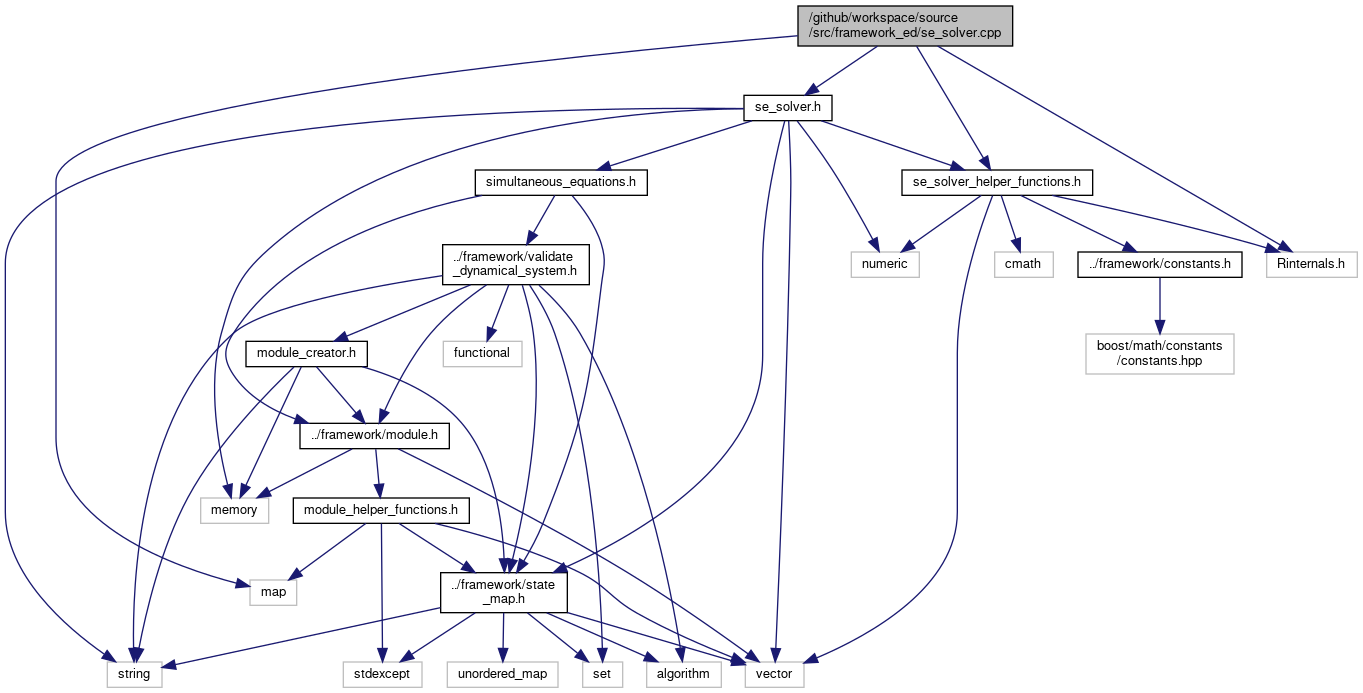 /github/workspace/source
/src/framework_ed/se_solver.cpp
se_solver.h
simultaneous_equations.h
se_solver_helper_functions.h
../framework/validate
_dynamical_system.h
numeric
cmath
../framework/constants.h
Rinternals.h
module_creator.h
functional
boost/math/constants
/constants.hpp
../framework/module.h
memory
module_helper_functions.h
map
../framework/state
_map.h
string
stdexcept
unordered_map
set
algorithm
vector